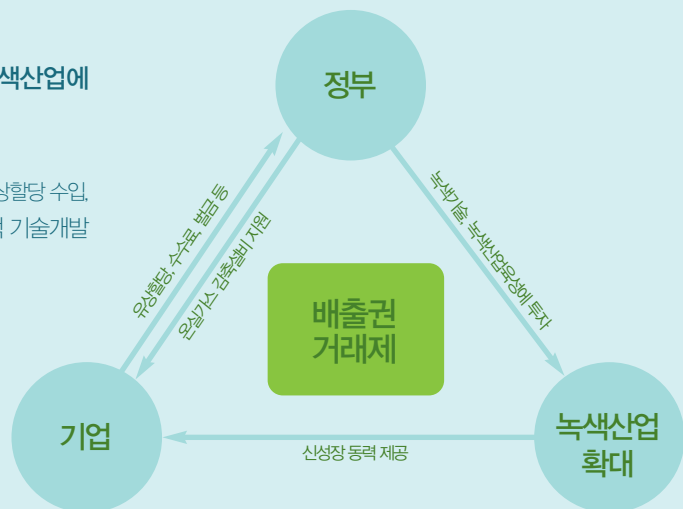 색산업에
상할당 수입,
기술개발
정부
유상할당, 수수료, 벌금 등
온실가스 감축설비 지원
녹색기술, 녹색산업육성에 투자
배출권
거래제
기업
녹색산업
확대
신성장 동력 제공